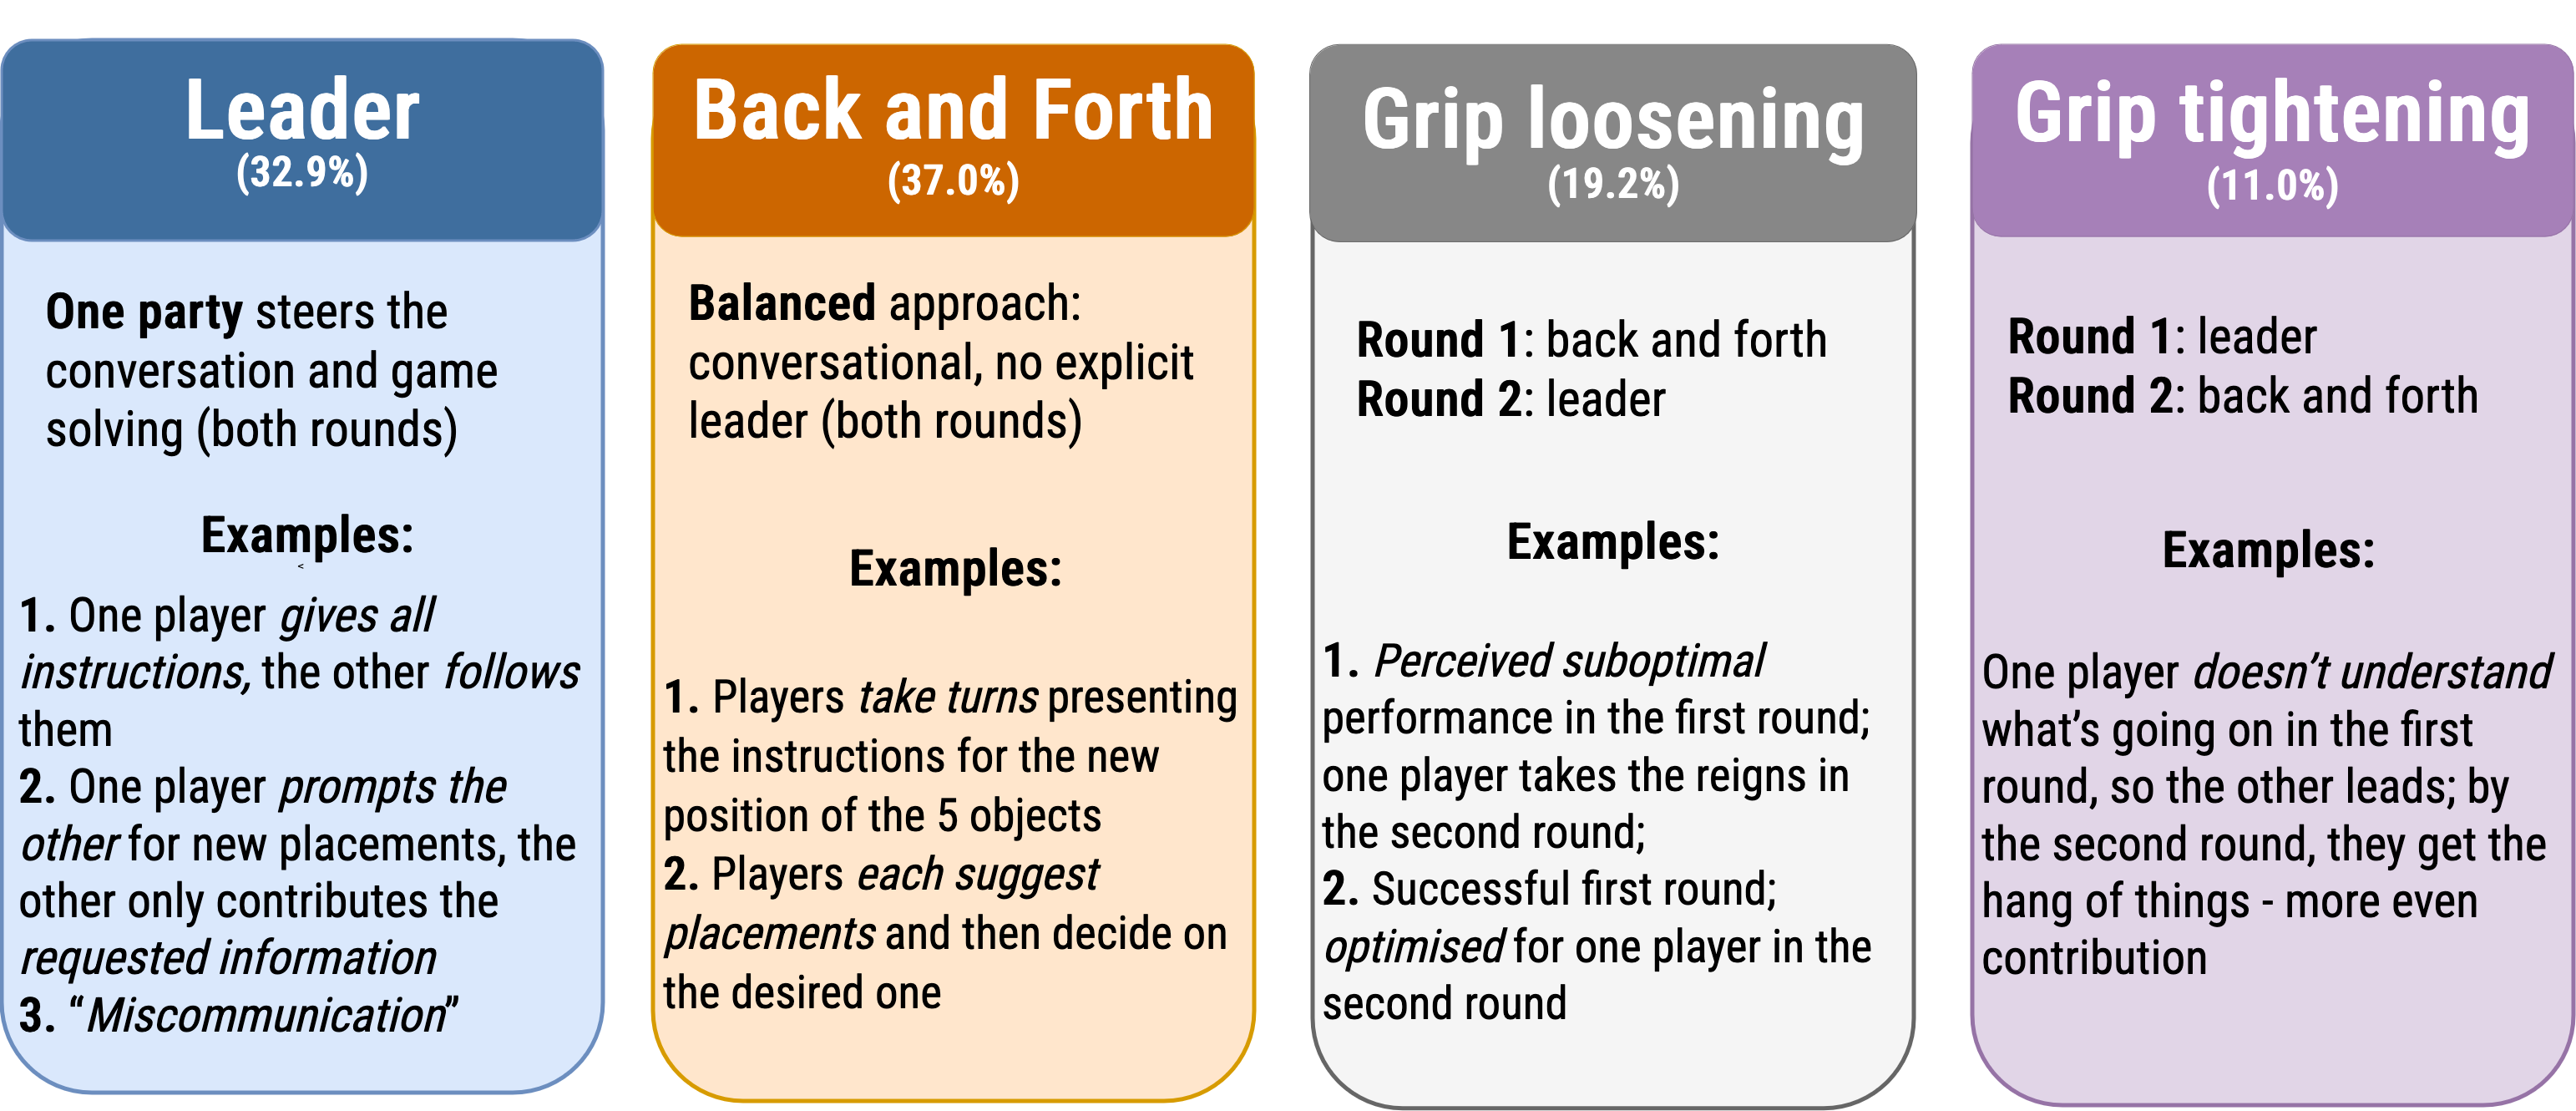 Leader
(32.9%)
One party steers the
conversation and game
solving (both rounds)
Examples:
<
1. One player gives all
instructions, the other follows
them
2. One player prompts the
other for new placements, the
other only contributes the
requested information
3. “Miscommunication”
Back and Forth
(37.0%)
Balanced approach:
conversational, no explicit
leader (both rounds)
Examples:
1. Players take turns presenting
the instructions for the new
position of the 5 objects
2. Players each suggest
placements and then decide on
the desired one
Grip loosening
(19.2%)
Round 1: back and forth
Round 2: leader
Examples:
1. Perceived suboptimal
performance in the first round;
one player takes the reigns in
the second round;
2. Successful first round;
optimised for one player in the
second round
Grip tightening
(11.0%)
Round 1: leader
Round 2: back and forth
Examples:
One player doesn’t understand
what’s going on in the first
round, so the other leads; by
the second round, they get the
hang of things - more even
contribution